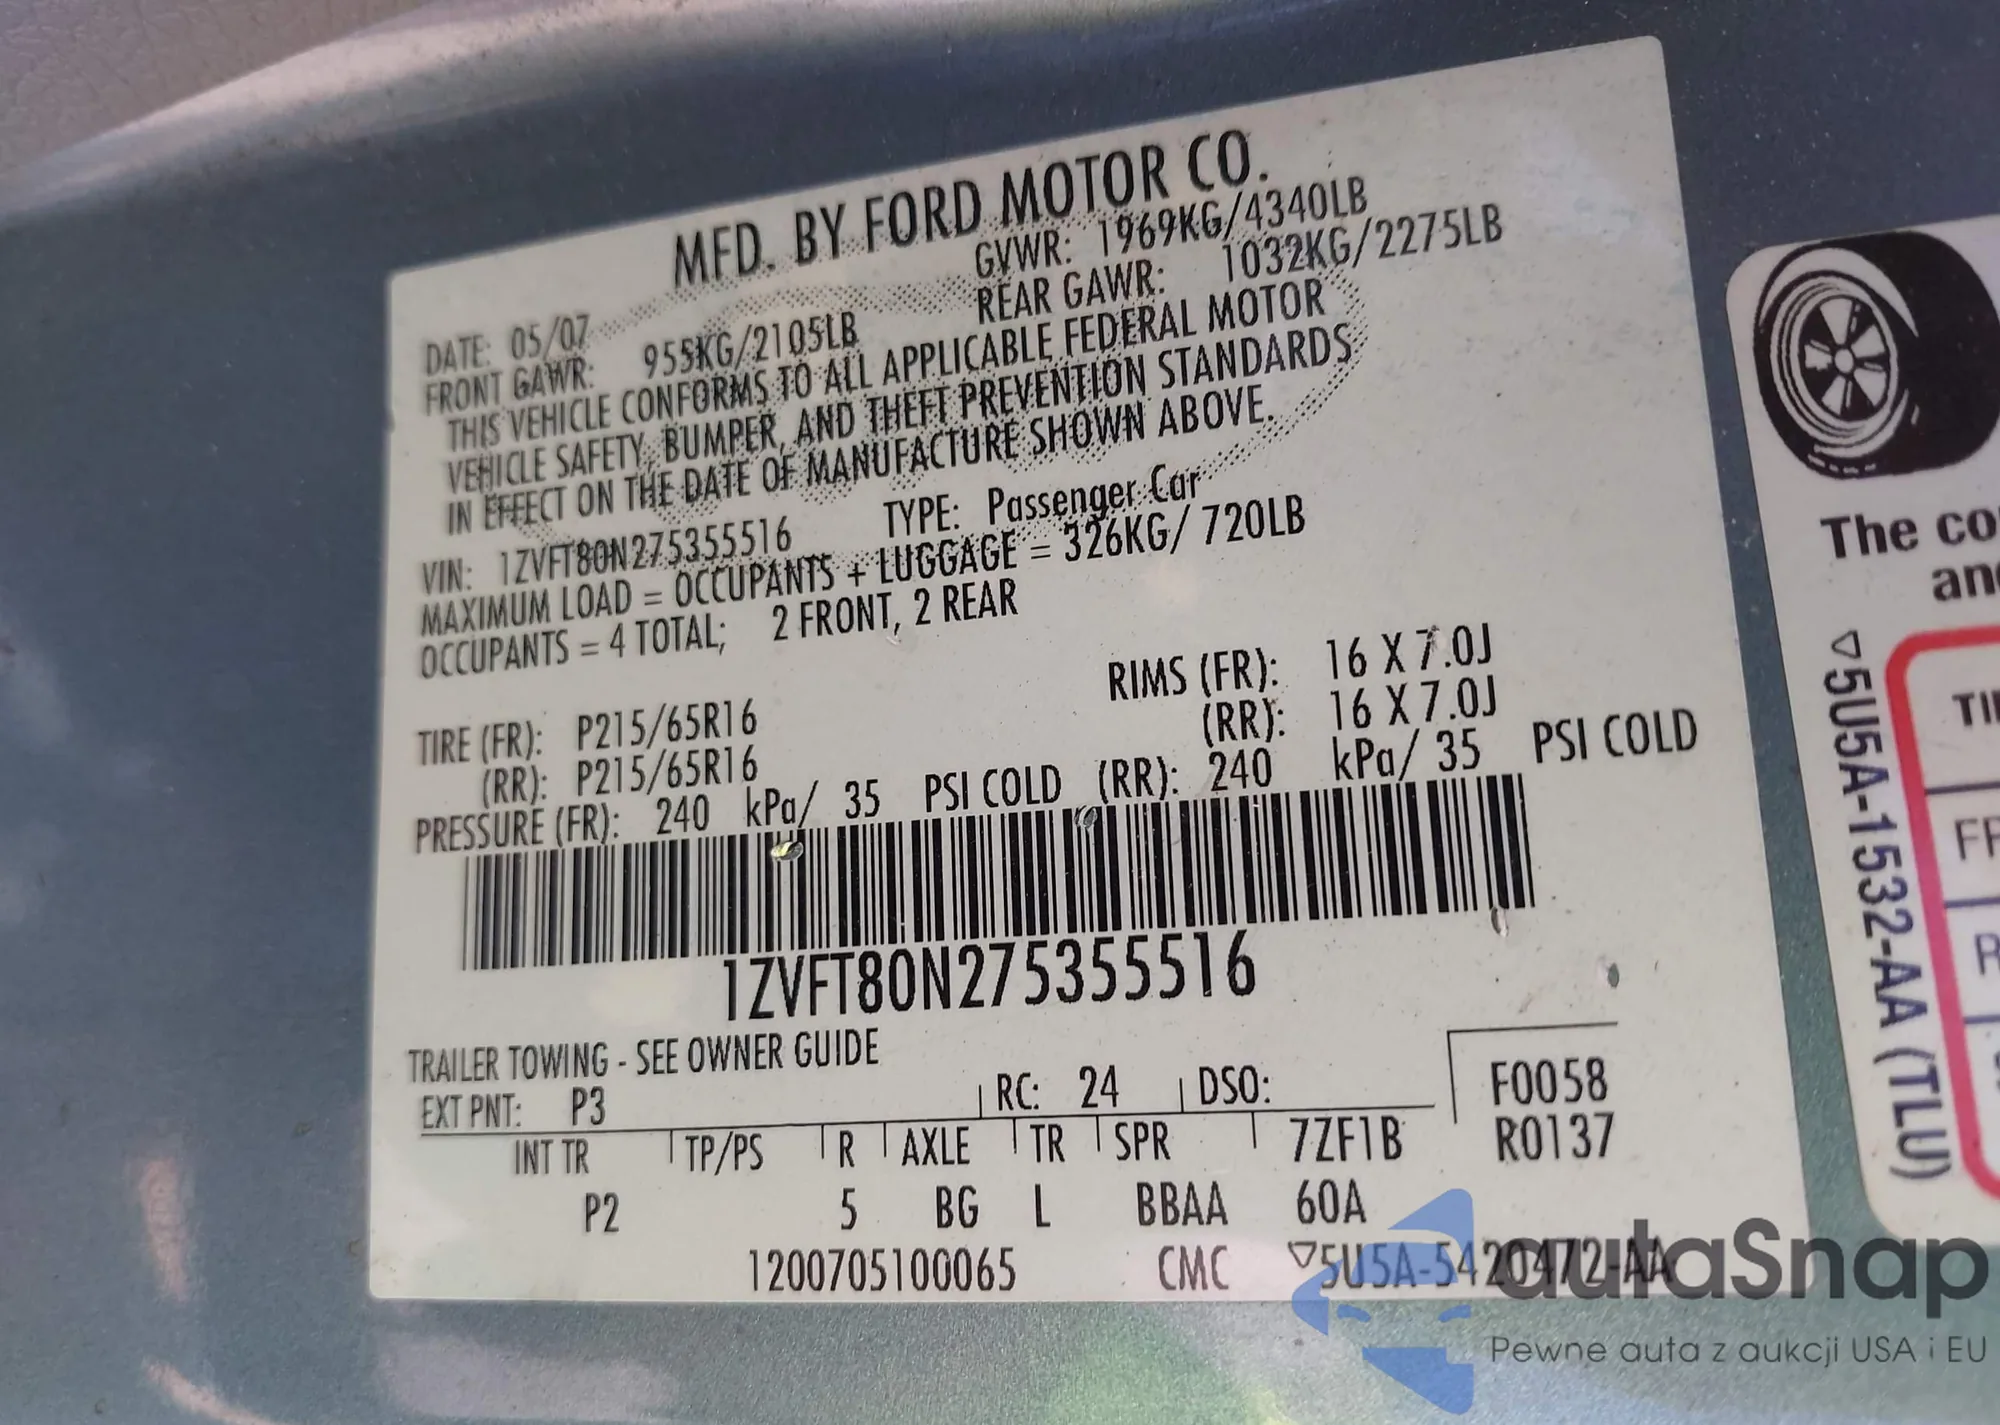 MFD. BY FORD MOTOR CO.
DATE: 05/07 GVWR: 1969KG/4340LB
FRONT GAWR: 955KG/2105LB REAR GAWR: 1032KG/2275LB
THIS VEHICLE CONFORMS TO ALL APPLICABLE FEDERAL MOTOR
VEHICLE SAFETY, BUMPER, AND THEFT PREVENTION STANDARDS
IN EFFECT ON THE DATE OF MANUFACTURE SHOWN ABOVE.
VIN: 1ZVFT80N275355516 TYPE: Passenger Car
MAXIMUM LOAD = OCCUPANTS + LUGGAGE = 326KG/ 720LB
OCCUPANTS = 4 TOTAL; 2 FRONT, 2 REAR
TIRE (FR): P215/65R16 RIMS (FR): 16 X 7.0J
(RR): P215/65R16 (RR): 16 X 7.0J
PRESSURE (FR): 240 kPa/ 35 PSI COLD (RR): 240 kPa/ 35 PSI COLD
1ZVFT80N275355516
TRAILER TOWING - SEE OWNER GUIDE
EXT PNT: P3 RC: 24 DSO: F0058
INT TR TP/PS R AXLE TR SPR 7ZF1B R0137
P2 5 BG L BBAA 60A
1200705100065 CMC ▽5U5A-5420472-AA
The co
an
▽5U5A-1532-AA (TLU)
TI
FR
R
autaSnap
Pewne auta z aukcji USA i EU